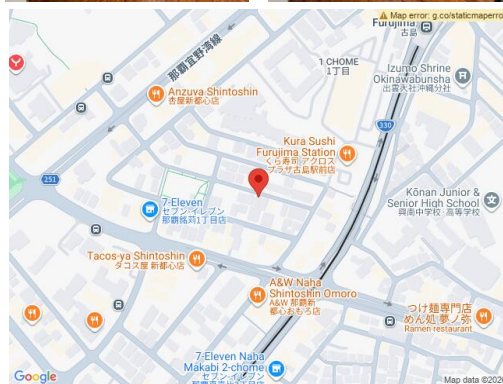 Map error: g.co/staticmaperro
Furujima
古島
那覇宜野湾線
1 CHOME
1丁目
Izumo Shrine
Okinawabunsha
出雲大社沖縄分社
Anzuya Shintoshin
杏屋新都心店
330
Kura Sushi
Furujima Station
くら寿司 アクロス
プラザ古島駅前店
251
Kōnan Junior &
Senior High School
興南中学校·高等学校
7-Eleven
セブン-イレブン
那覇銘苅1丁目店
Tacos-ya Shintoshin
タコス屋 新都心店
A&W Naha
Shintoshin Omoro
A&W 那覇新
都心おもろ店
つけ麺専門店
めん処 夢ノ弥
Ramen restaurant
7-Eleven Naha
Makabi 2-chome
セブン-イレブン
Google
Map data ©202